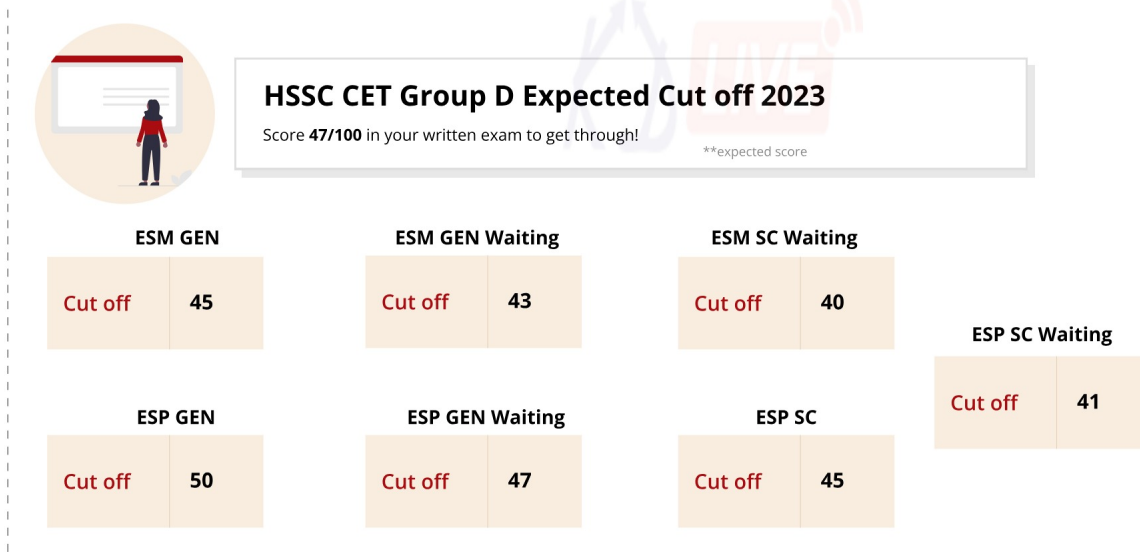 LIVE
HSSC CET Group D Expected Cut off 2023
Score 47/100 in your written exam to get through!
**expected score
ESM GEN
Cut off 45
ESM GEN Waiting
Cut off 43
ESM SC Waiting
Cut off 40
ESP SC Waiting
Cut off 41
ESP GEN
Cut off 50
ESP GEN Waiting
Cut off 47
ESP SC
Cut off 45